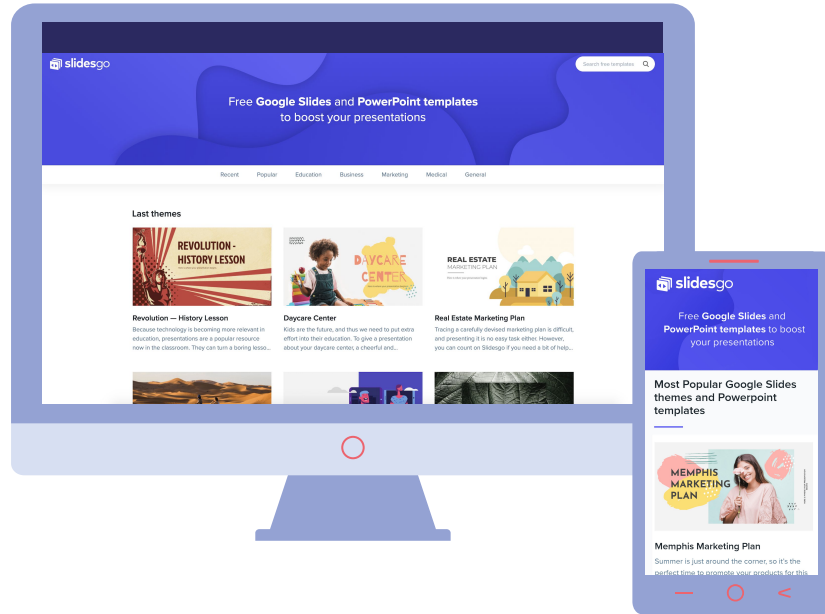 slidesgo
Search free templates
Free Google Slides and PowerPoint templates
to boost your presentations
Recent Popular Education Business Marketing Medical General
Last themes
REVOLUTION -
HISTORY LESSON
DAYCARE
CENTER
REAL ESTATE
MARKETING PLAN
Revolution — History Lesson
Because technology is becoming more relevant in
education, presentations are a popular resource
now in the classroom. They can turn a boring lesso...
Daycare Center
Kids are the future, and thus we need to put extra
effort into their education. To give a presentation
about your daycare center, a cheerful and...
Real Estate Marketing Plan
Tracing a carefully devised marketing plan is difficult,
and presenting it is no easy task either. However,
you can count on Slidesgo if you need a bit of help...
slidesgo
Free Google Slides and
PowerPoint templates to boost
your presentations
Most Popular Google Slides
themes and Powerpoint
templates
MEMPHIS
MARKETING
PLAN
Memphis Marketing Plan
Summer is just around the corner, so it's the
perfect time to promote your products for this